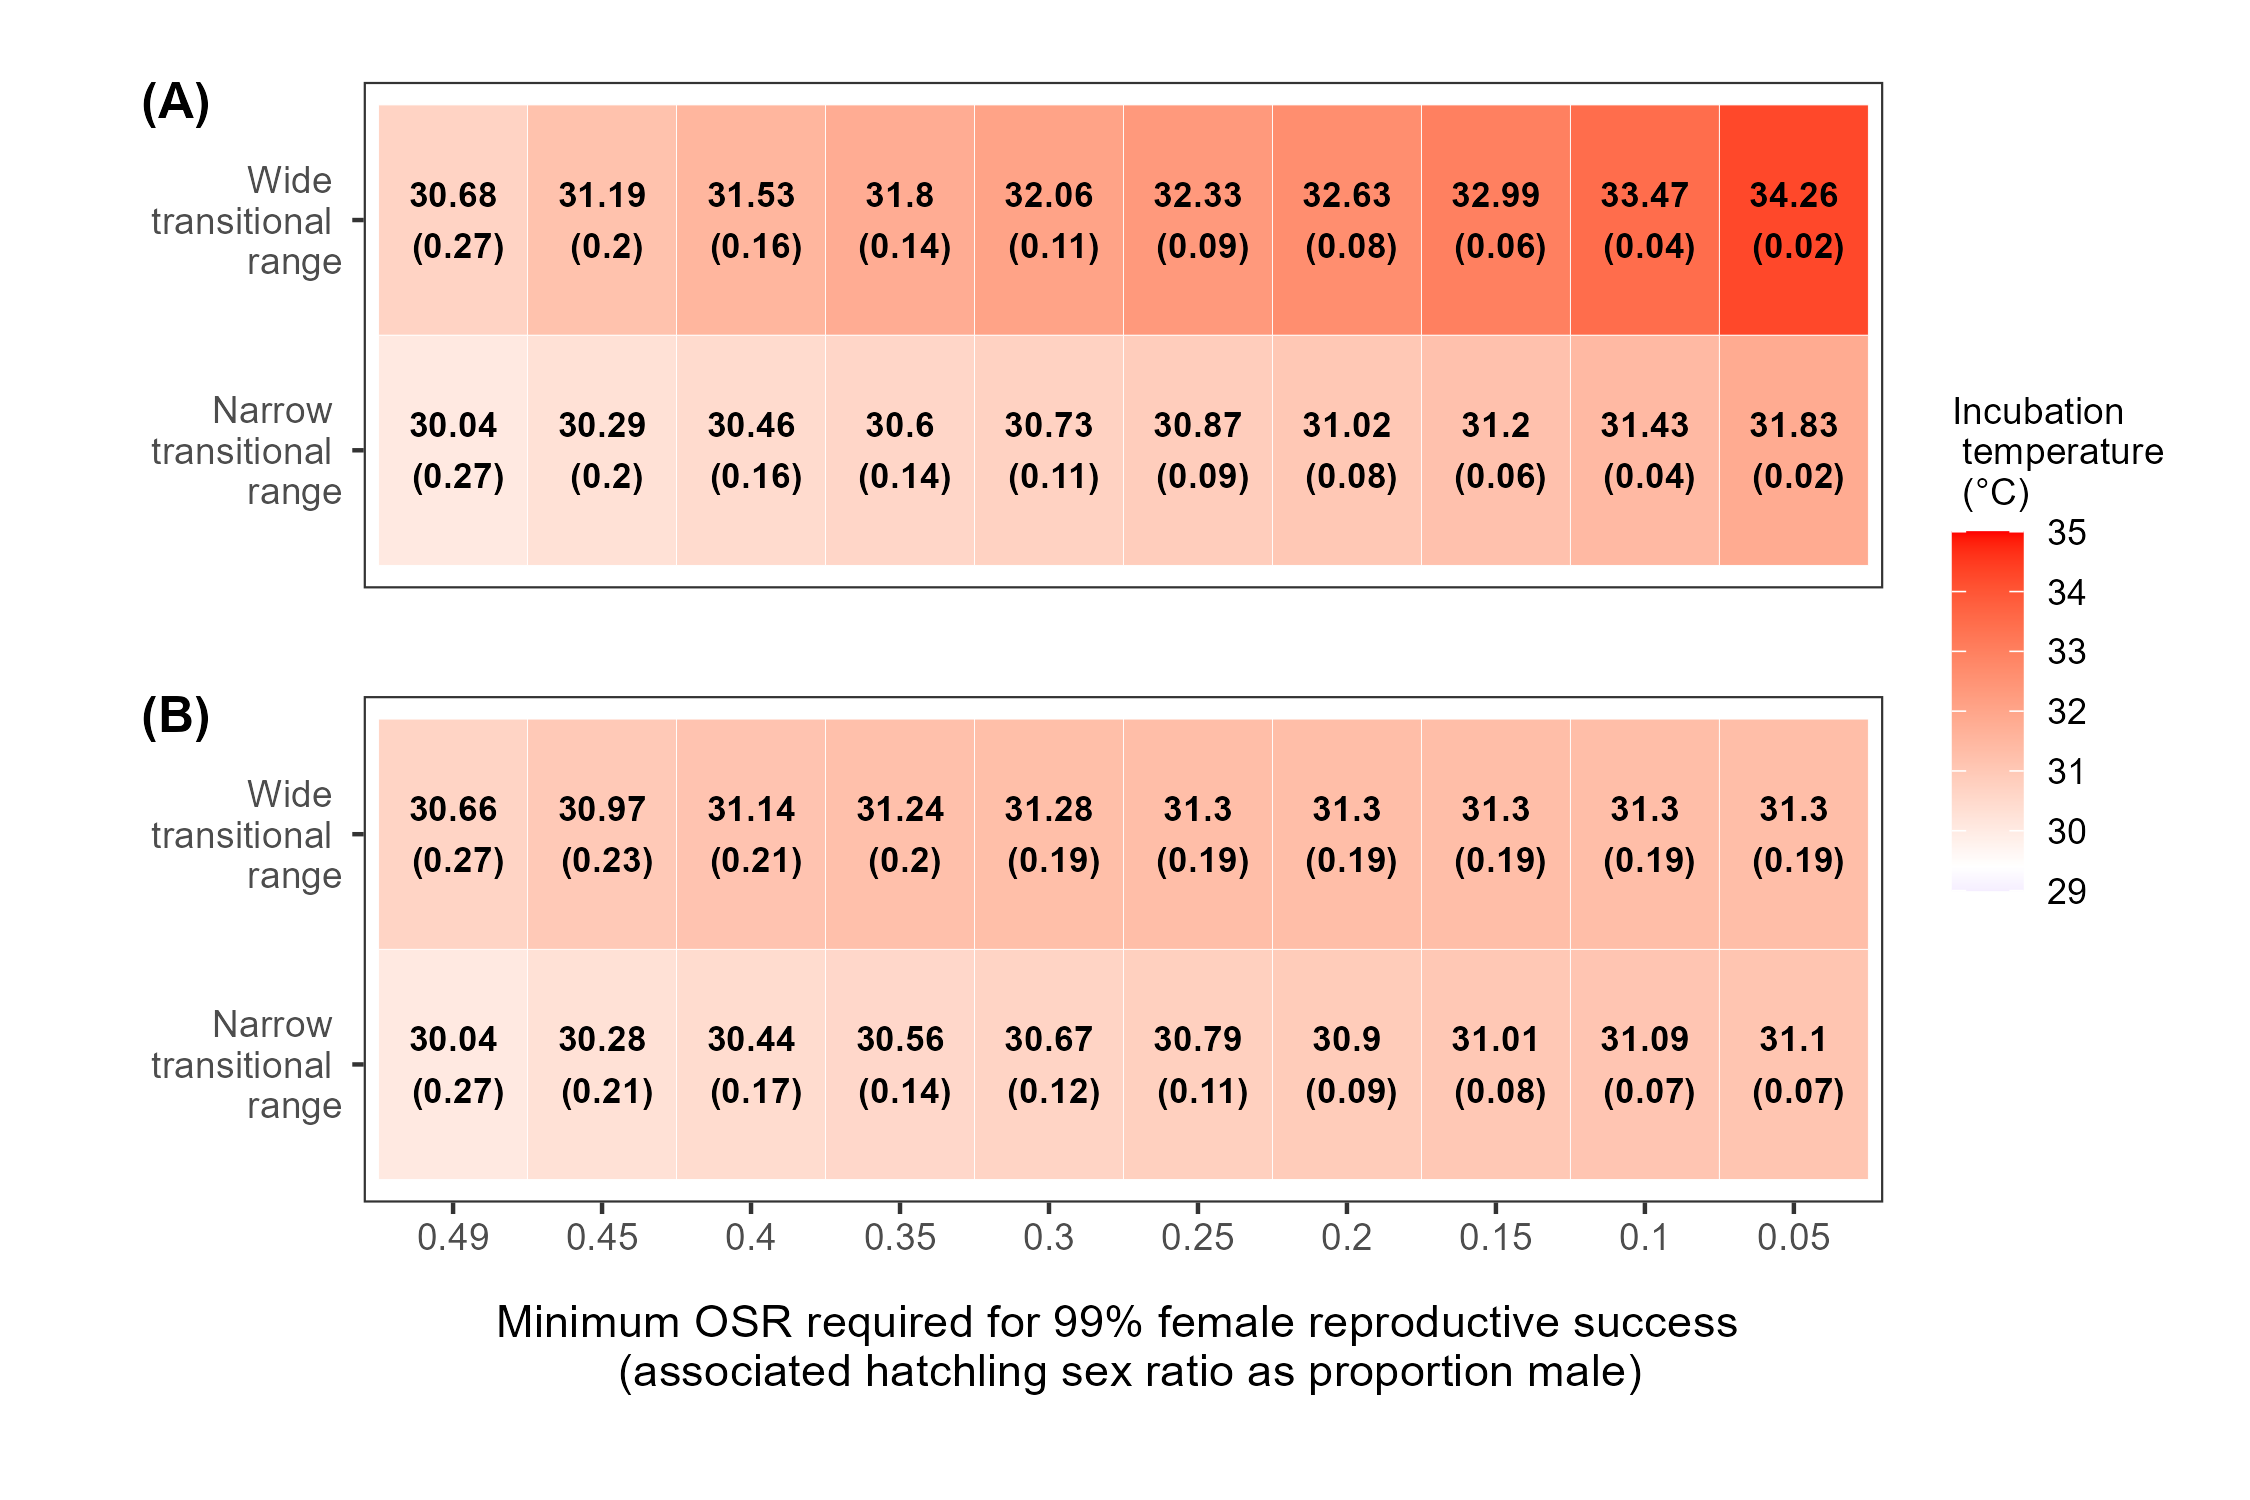 (A)
Wide
transitional
range
30.68 31.19 31.53 31.8 32.06 32.33 32.63 32.99 33.47 34.26
(0.27) (0.2) (0.16) (0.14) (0.11) (0.09) (0.08) (0.06) (0.04) (0.02)
Narrow
transitional
range
30.04 30.29 30.46 30.6 30.73 30.87 31.02 31.2 31.43 31.83
(0.27) (0.2) (0.16) (0.14) (0.11) (0.09) (0.08) (0.06) (0.04) (0.02)
(B)
Wide
transitional
range
30.66 30.97 31.14 31.24 31.28 31.3 31.3 31.3 31.3 31.3
(0.27) (0.23) (0.21) (0.2) (0.19) (0.19) (0.19) (0.19) (0.19) (0.19)
Narrow
transitional
range
30.04 30.28 30.44 30.56 30.67 30.79 30.9 31.01 31.09 31.1
(0.27) (0.21) (0.17) (0.14) (0.12) (0.11) (0.09) (0.08) (0.07) (0.07)
0.49 0.45 0.4 0.35 0.3 0.25 0.2 0.15 0.1 0.05
Minimum OSR required for 99% female reproductive success
(associated hatchling sex ratio as proportion male)
Incubation
temperature
(°C)
35
34
33
32
31
30
29